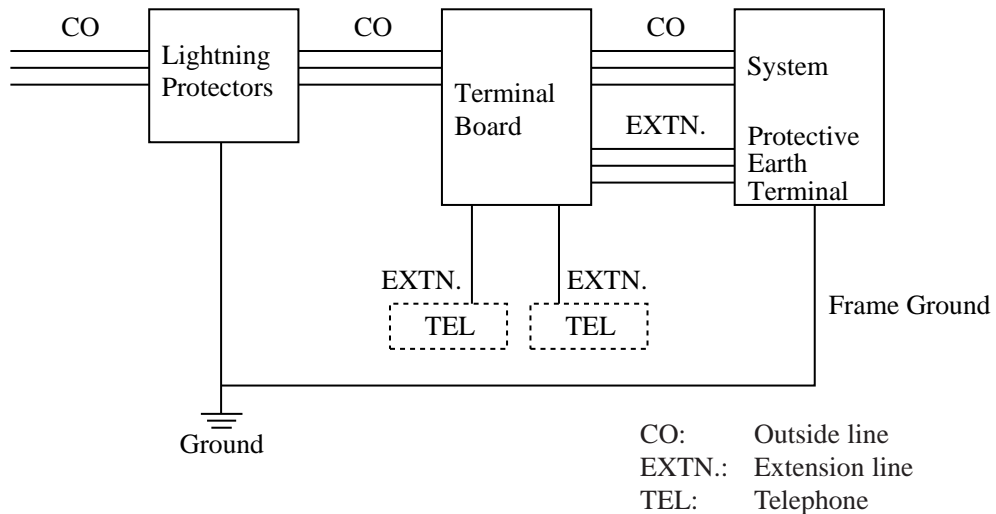 CO
CO
CO
Lightning
Protectors
Terminal
Board
System
EXTN.
Protective
Earth
Terminal
EXTN.
EXTN.
TEL
TEL
Frame Ground
Ground
CO: Outside line
EXTN.: Extension line
TEL: Telephone